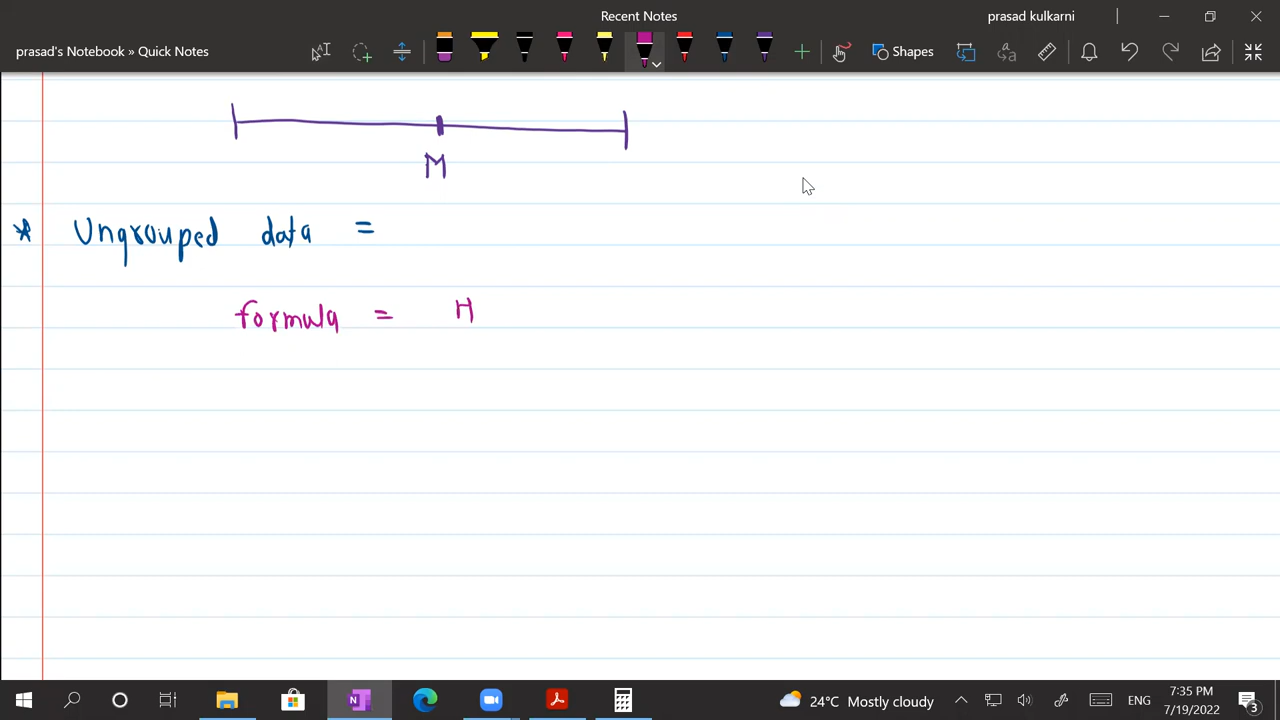 Recent Notes
prasad kulkarni
prasad's Notebook » Quick Notes
Shapes
M
* Ungrouped data =
formula = H
24°C Mostly cloudy
ENG
7:35 PM
7/19/2022
3